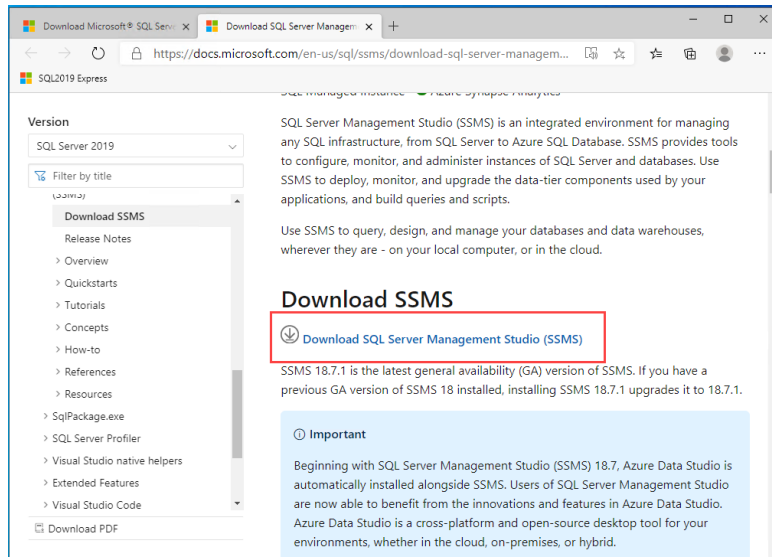 Download Microsoft® SQL Serve
Download SQL Server Managem
https://docs.microsoft.com/en-us/sql/ssms/download-sql-server-managem...
SQL2019 Express
SQL Managed Instance Azure Synapse Analytics
Version
SQL Server 2019
Filter by title
(SSMS)
Download SSMS
Release Notes
> Overview
> Quickstarts
> Tutorials
> Concepts
> How-to
> References
> Resources
> SqlPackage.exe
> SQL Server Profiler
> Visual Studio native helpers
> Extended Features
> Visual Studio Code
Download PDF
SQL Server Management Studio (SSMS) is an integrated environment for managing
any SQL infrastructure, from SQL Server to Azure SQL Database. SSMS provides tools
to configure, monitor, and administer instances of SQL Server and databases. Use
SSMS to deploy, monitor, and upgrade the data-tier components used by your
applications, and build queries and scripts.
Use SSMS to query, design, and manage your databases and data warehouses,
wherever they are - on your local computer, or in the cloud.
Download SSMS
Download SQL Server Management Studio (SSMS)
SSMS 18.7.1 is the latest general availability (GA) version of SSMS. If you have a
previous GA version of SSMS 18 installed, installing SSMS 18.7.1 upgrades it to 18.7.1.
Important
Beginning with SQL Server Management Studio (SSMS) 18.7, Azure Data Studio is
automatically installed alongside SSMS. Users of SQL Server Management Studio
are now able to benefit from the innovations and features in Azure Data Studio.
Azure Data Studio is a cross-platform and open-source desktop tool for your
environments, whether in the cloud, on-premises, or hybrid.